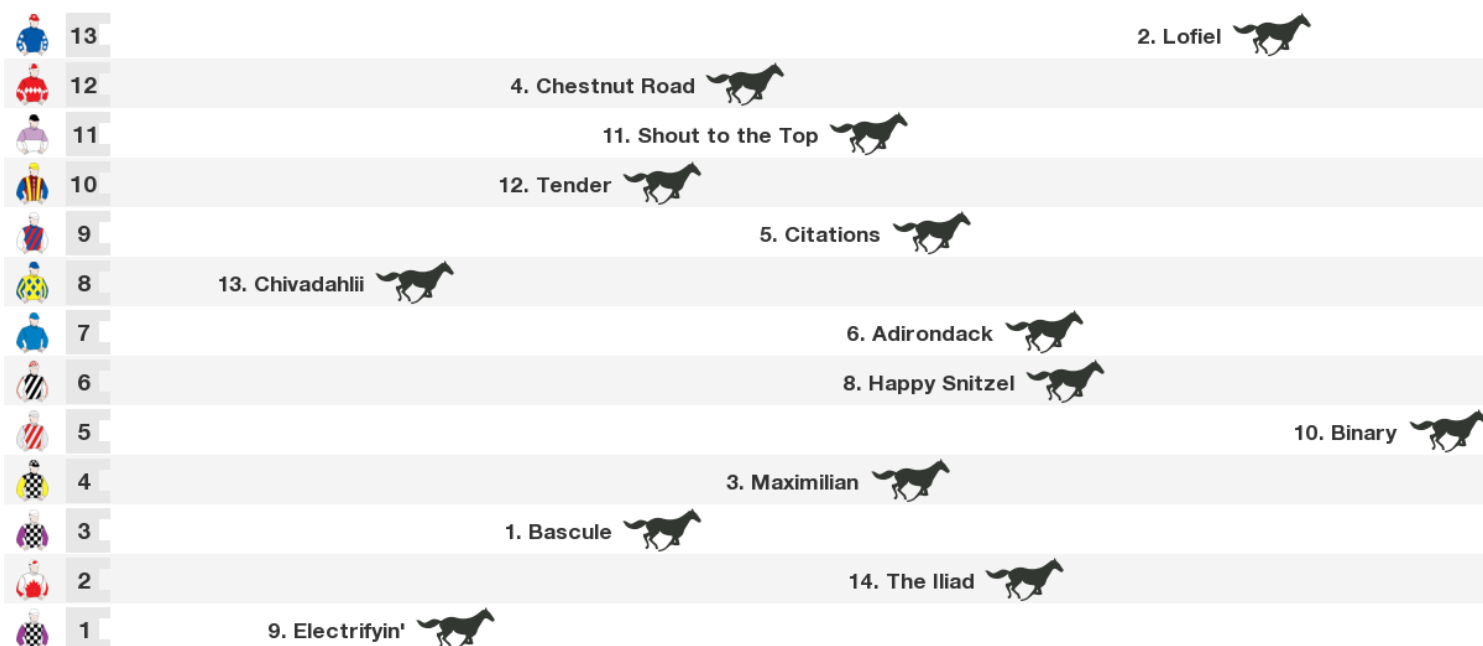 13 2. Lofiel
12 4. Chestnut Road
11 11. Shout to the Top
10 12. Tender
9 5. Citations
8 13. Chivadahlii
7 6. Adirondack
6 8. Happy Snitzel
5 10. Binary
4 3. Maximilian
3 1. Bascule
2 14. The Iliad
1 9. Electrifyin'